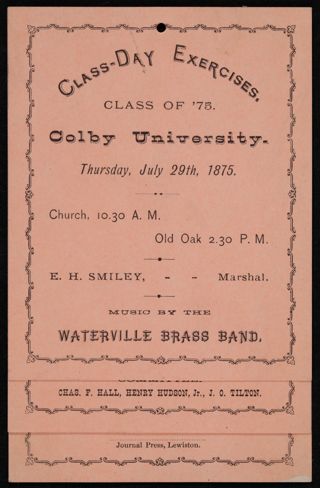 CLASS-DAY EXERCISES,
CLASS OF '75.
Colby University.
Thursday, July 29th, 1875.
Church, 10.30 A. M.
Old Oak 2.30 P. M.
E. H. SMILEY, - - Marshal.
MUSIC BY THE
WATERVILLE BRASS BAND.
CHAS. F. HALL, HENRY HUDSON, Jr., J. O. TILTON.
Journal Press, Lewiston.